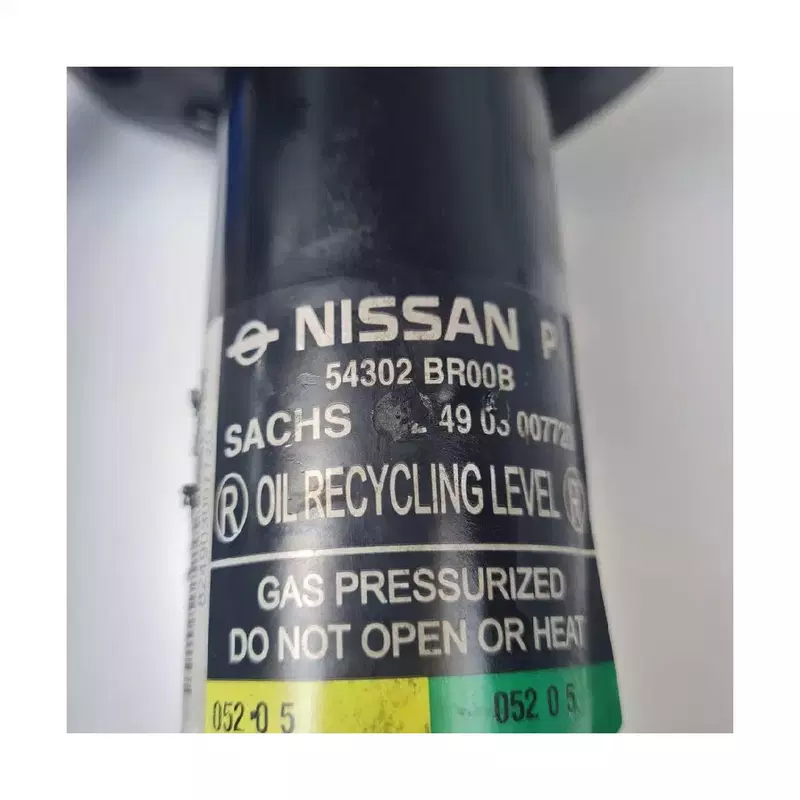 NISSAN P
54302 BR00B
SACHS 49 03 007720
R OIL RECYCLING LEVEL R
GAS PRESSURIZED
DO NOT OPEN OR HEAT
052 0 5 052 0 5